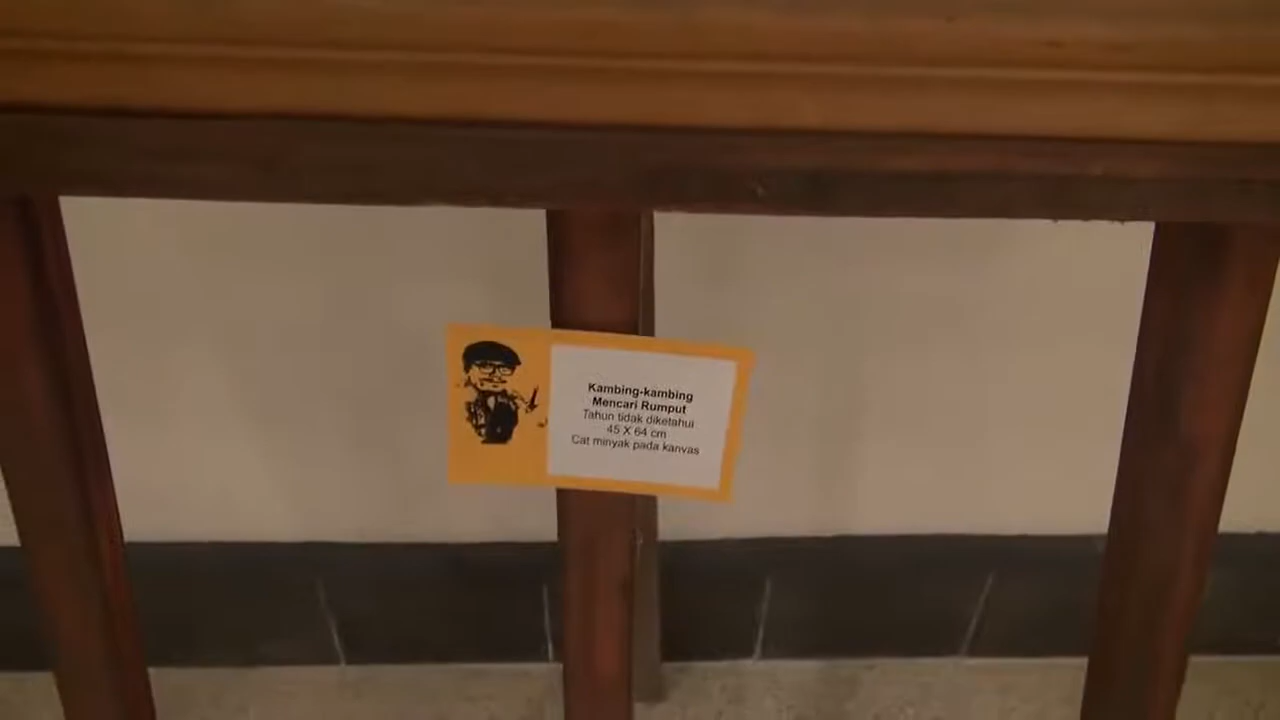 Kambing-kambing
Mencari Rumput
Tahun tidak diketahui
45 X 64 cm
Cat minyak pada kanvas